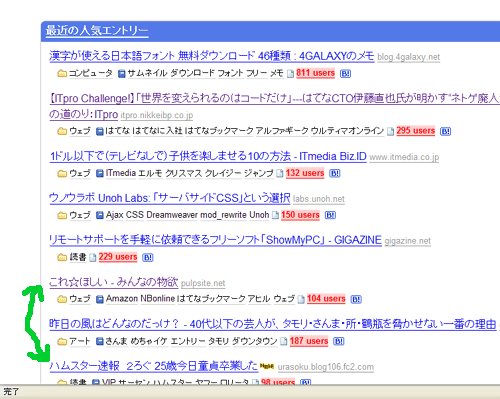 最近の人気エントリー
漢字が使える日本語フォント 無料ダウンロード 46種類 : 4GALAXYのメモ blog.4galaxy.net
コンピュータ サムネイル ダウンロード フォント フリー メモ 811 users B!
【ITpro Challenge!】「世界を変えられるのはコードだけ」---はてなCTO伊藤直也氏が明かす"ネトゲ廃人
の道のり:ITpro itpro.nikkeibp.co.jp
ウェブ はてな はてなに入社 はてなブックマーク アルファギーク ウルティマオンライン 295 users B!
1ドル以下で(テレビなしで)子供を楽しませる10の方法 - ITmedia Biz.ID www.itmedia.co.jp
ウェブ ITmedia エルモ クリスマス クレイジー ジャンプ 132 users B!
ウノウラボ Unoh Labs: 「サーバサイドCSS」という選択 labs.unoh.net
ウェブ Ajax CSS Dreamweaver mod_rewrite Unoh 150 users B!
リモートサポートを手軽に依頼できるフリーソフト「ShowMyPC」 - GIGAZINE gigazine.net
読書 229 users B!
これ☆ほしい - みんなの物欲 pulpsite.net
ウェブ Amazon NBonline はてなブックマーク アヒル ウェブ 104 users B!
昨日の風はどんなのだっけ? - 40代以下の芸人が、タモリ・さんま・所・鶴瓶を脅かせない一番の理由
アート さんま めちゃイケ エントリー タモリ ダウンタウン 187 users B!
ハムスター速報 2ろぐ 25歳今日童貞卒業した urasoku.blog106.fc2.com
読書 VIP サーセン ハムスター ヤフー ロリータ 98 users B!
完了